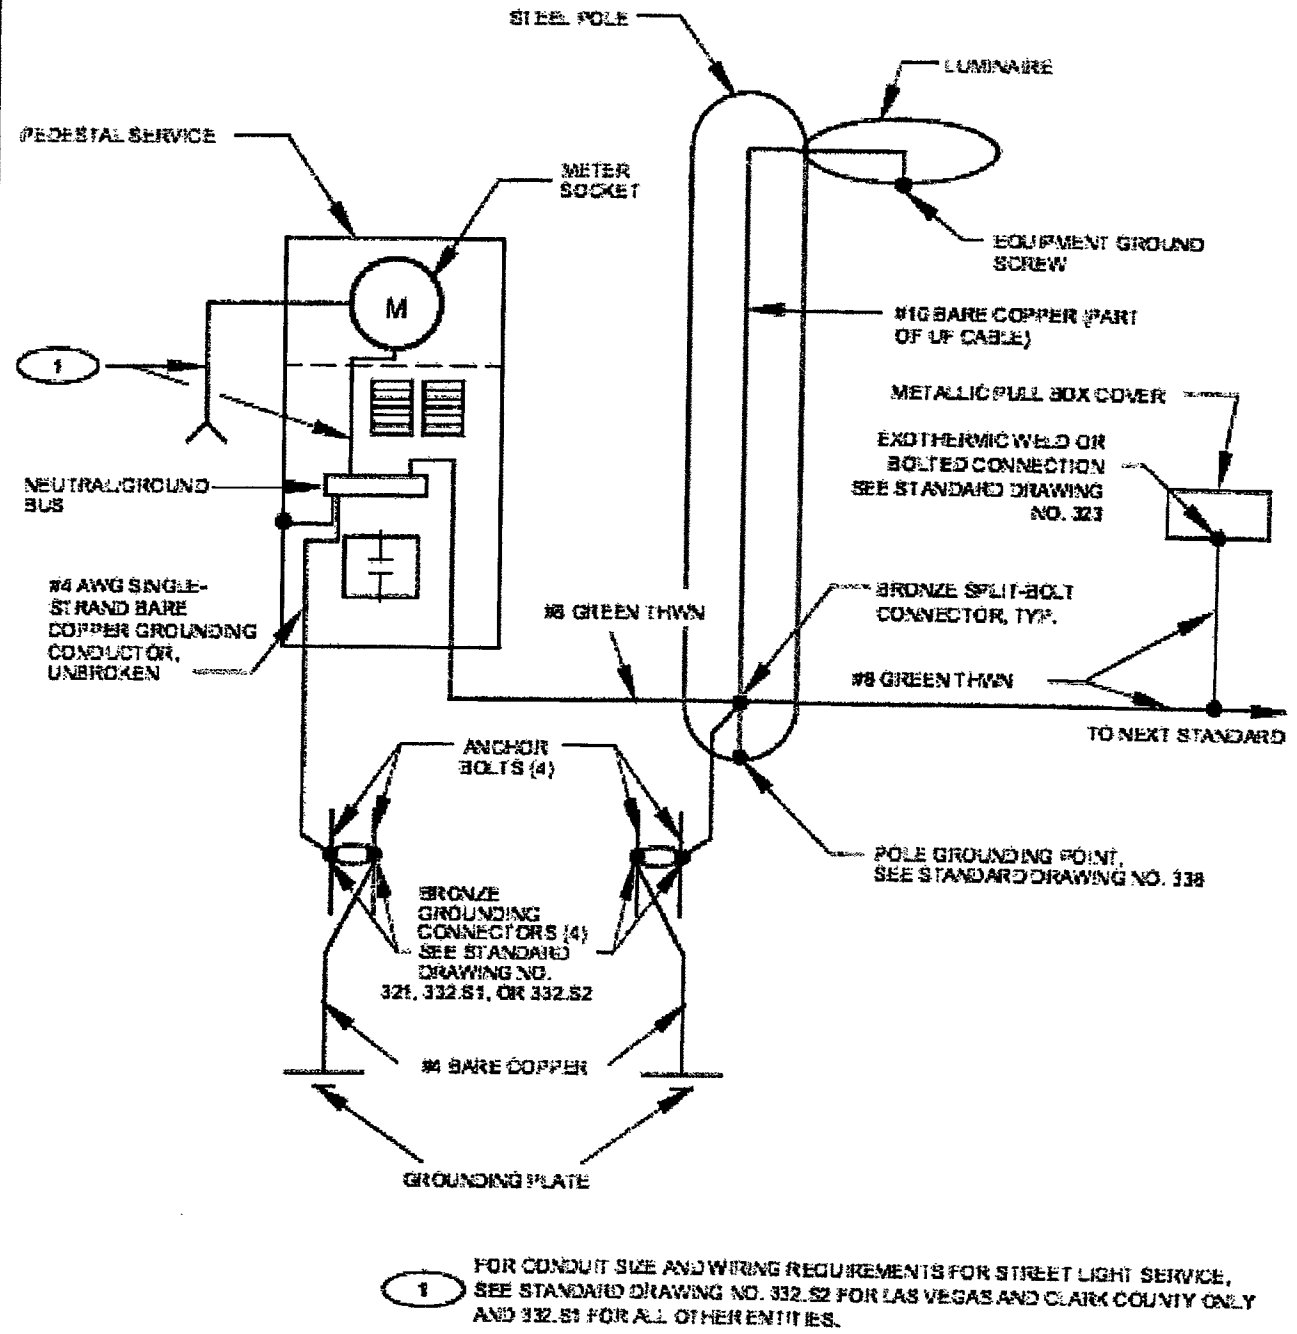 STEEL POLE
LUMINAIRE
PEDESTAL SERVICE
METER
SOCKET
EQUIPMENT GROUND
SCREW
M
#10 BARE COPPER (PART
OF UF CABLE)
1
METALLIC PULL BOX COVER
EXOTHERMIC WELD OR
BOLTED CONNECTION
SEE STANDARD DRAWING
NO. 323
NEUTRAL/GROUND
BUS
#4 AWG SINGLE-
STRAND BARE
COPPER GROUNDING
CONDUCTOR,
UNBROKEN
#8 GREEN THWN
BRONZE SPLIT-BOLT
CONNECTOR, TYP.
#8 GREEN THWN
TO NEXT STANDARD
ANCHOR
BOLTS (4)
POLE GROUNDING POINT,
SEE STANDARD DRAWING NO. 338
BRONZE
GROUNDING
CONNECTORS (4)
SEE STANDARD
DRAWING NO.
321, 332.S1, OR 332.S2
#4 BARE COPPER
GROUNDING PLATE
1
FOR CONDUIT SIZE AND WIRING REQUIREMENTS FOR STREET LIGHT SERVICE,
SEE STANDARD DRAWING NO. 332.S2 FOR LAS VEGAS AND CLARK COUNTY ONLY
AND 332.S1 FOR ALL OTHER ENTITIES.